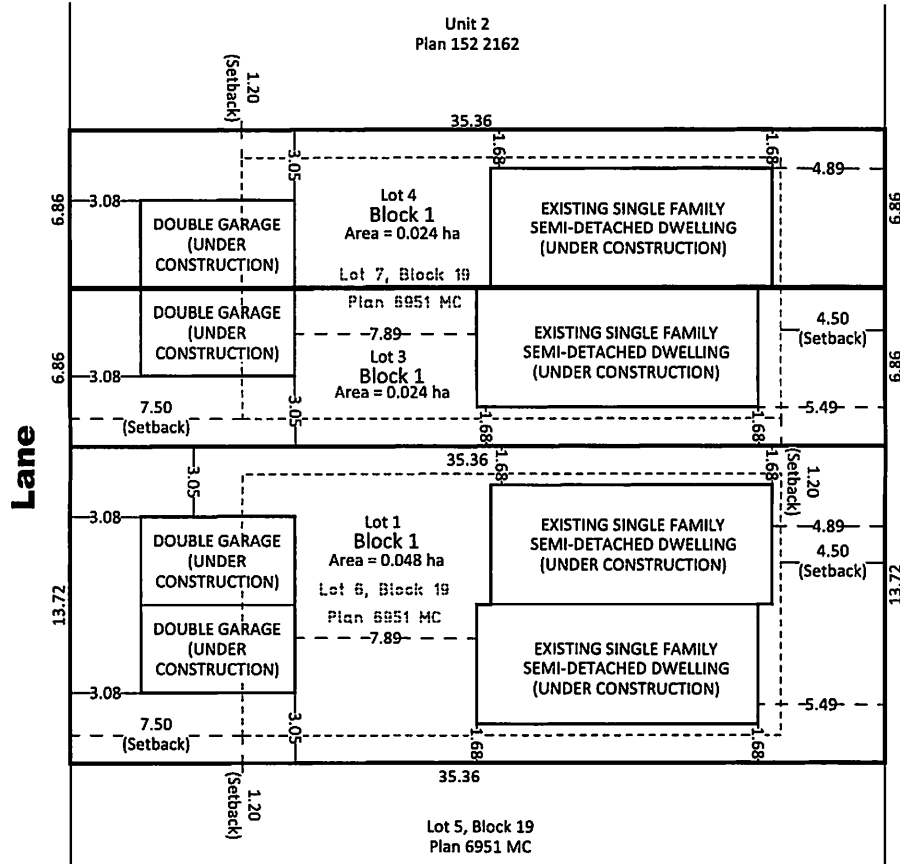 Unit 2
Plan 152 2162
1.20
(Setback)
35.36
3.05
1.68
1.68
4.89
6.86
3.08
DOUBLE GARAGE
(UNDER
CONSTRUCTION)
Lot 4
Block 1
Area = 0.024 ha
EXISTING SINGLE FAMILY
SEMI-DETACHED DWELLING
(UNDER CONSTRUCTION)
6.86
Lot 7, Block 19
Plan 6951 MC
6.86
3.08
DOUBLE GARAGE
(UNDER
CONSTRUCTION)
7.89
Lot 3
Block 1
Area = 0.024 ha
EXISTING SINGLE FAMILY
SEMI-DETACHED DWELLING
(UNDER CONSTRUCTION)
4.50
(Setback)
6.86
7.50
(Setback)
3.05
1.68
1.68
5.49
Lane
35.36
3.05
1.68
1.68
1.20
(Setback)
3.08
4.89
DOUBLE GARAGE
(UNDER
CONSTRUCTION)
Lot 1
Block 1
Area = 0.048 ha
EXISTING SINGLE FAMILY
SEMI-DETACHED DWELLING
(UNDER CONSTRUCTION)
4.50
(Setback)
13.72
Lot 6, Block 19
Plan 6951 MC
13.72
DOUBLE GARAGE
(UNDER
CONSTRUCTION)
7.89
EXISTING SINGLE FAMILY
SEMI-DETACHED DWELLING
(UNDER CONSTRUCTION)
3.08
5.49
7.50
(Setback)
3.05
1.68
1.68
35.36
1.20
(Setback)
Lot 5, Block 19
Plan 6951 MC